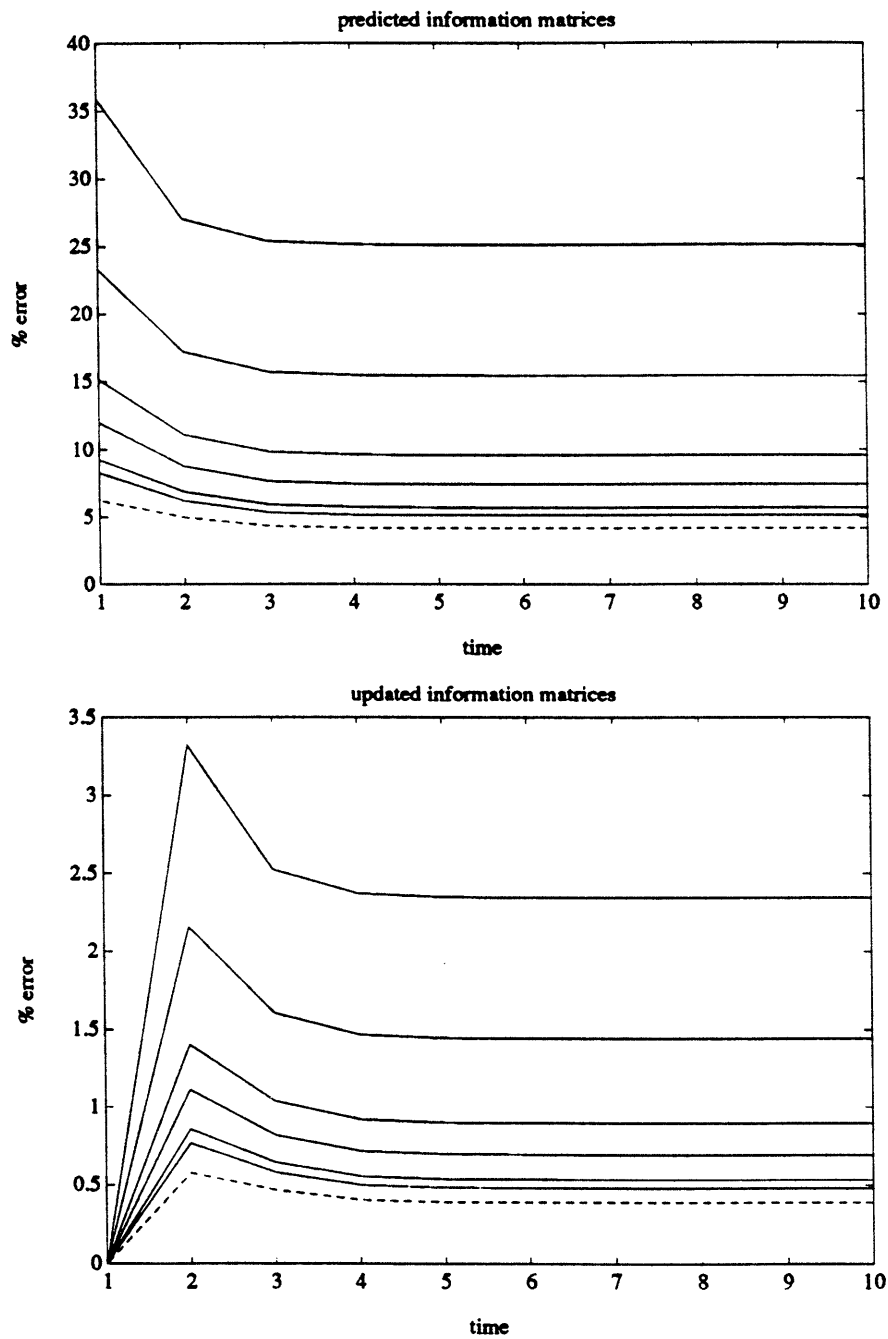 predicted information matrices
40
35
30
25
20
15
10
5
0
% error
1 2 3 4 5 6 7 8 9 10
time
updated information matrices
3.5
3
2.5
2
1.5
1
0.5
0
% error
1 2 3 4 5 6 7 8 9 10
time